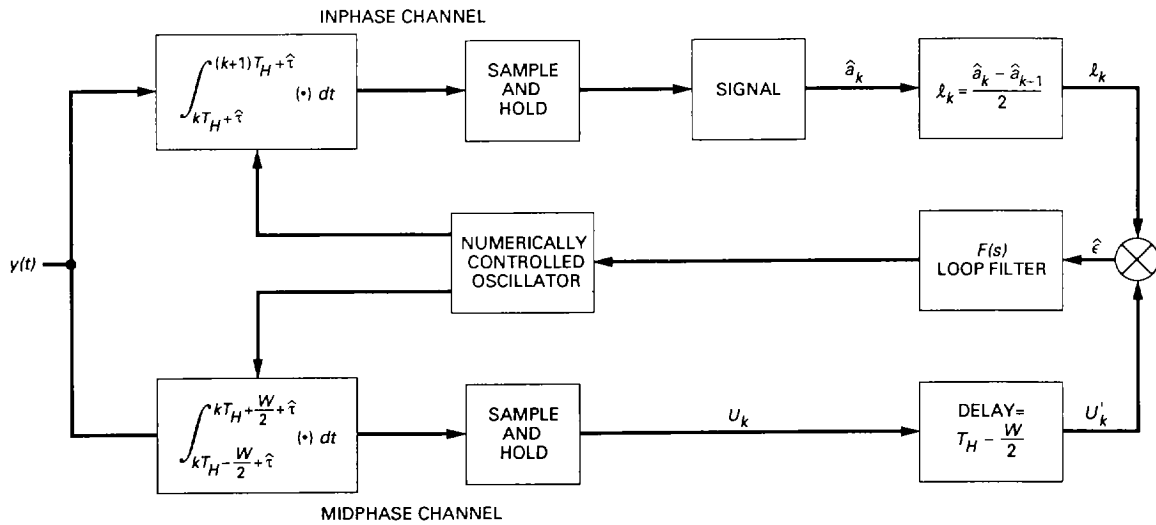 INPHASE CHANNEL
∫_{kT_H + τ̂}^{(k+1)T_H + τ̂} (•) dt
SAMPLE
AND
HOLD
SIGNAL
â_k
ℓ_k = (â_k − â_{k−1}) / 2
ℓ_k
y(t)
NUMERICALLY
CONTROLLED
OSCILLATOR
F(s)
LOOP FILTER
ε̂
∫_{kT_H − W/2 + τ̂}^{kT_H + W/2 + τ̂} (•) dt
SAMPLE
AND
HOLD
U_k
DELAY=
T_H − W/2
U'_k
MIDPHASE CHANNEL